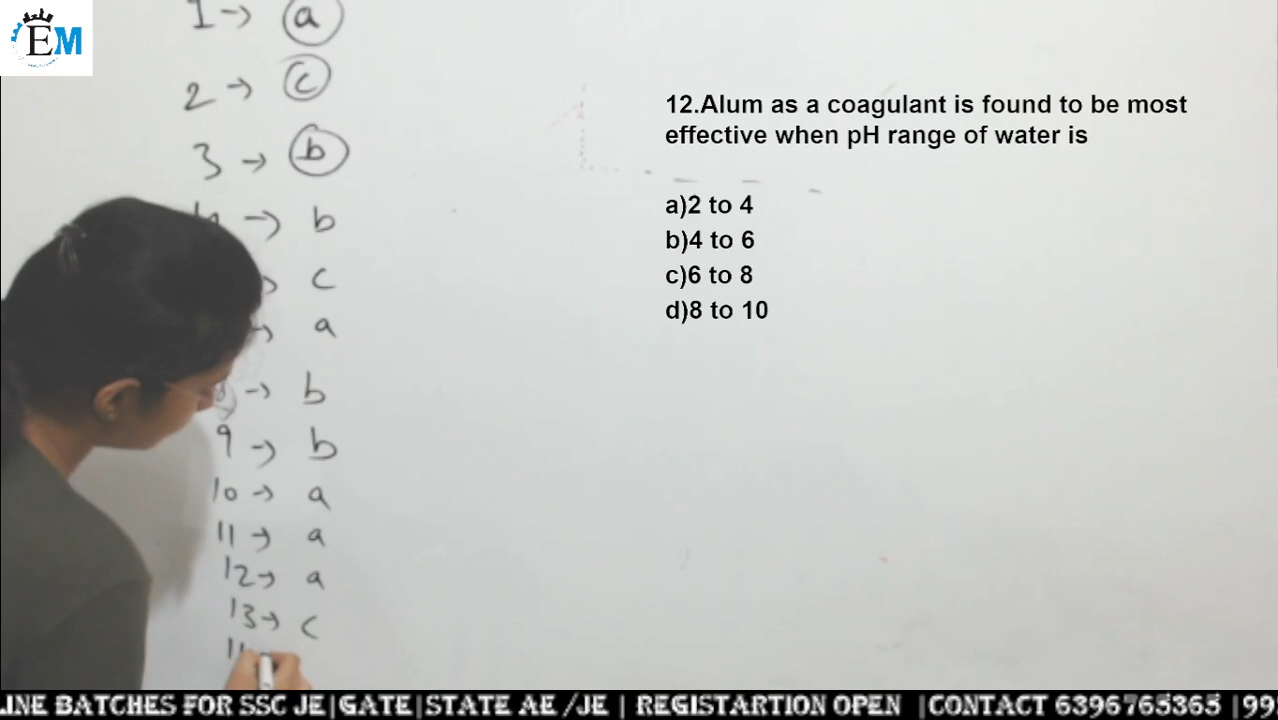 EM
1 → a
2 → c
3 → b
→ b
→ c
→ a
→ b
9 → b
10 → a
11 → a
12 → a
13 → c
12.Alum as a coagulant is found to be most
effective when pH range of water is
a)2 to 4
b)4 to 6
c)6 to 8
d)8 to 10
LINE BATCHES FOR SSC JE|GATE|STATE AE /JE | REGISTARTION OPEN |CONTACT 6396765365 |99